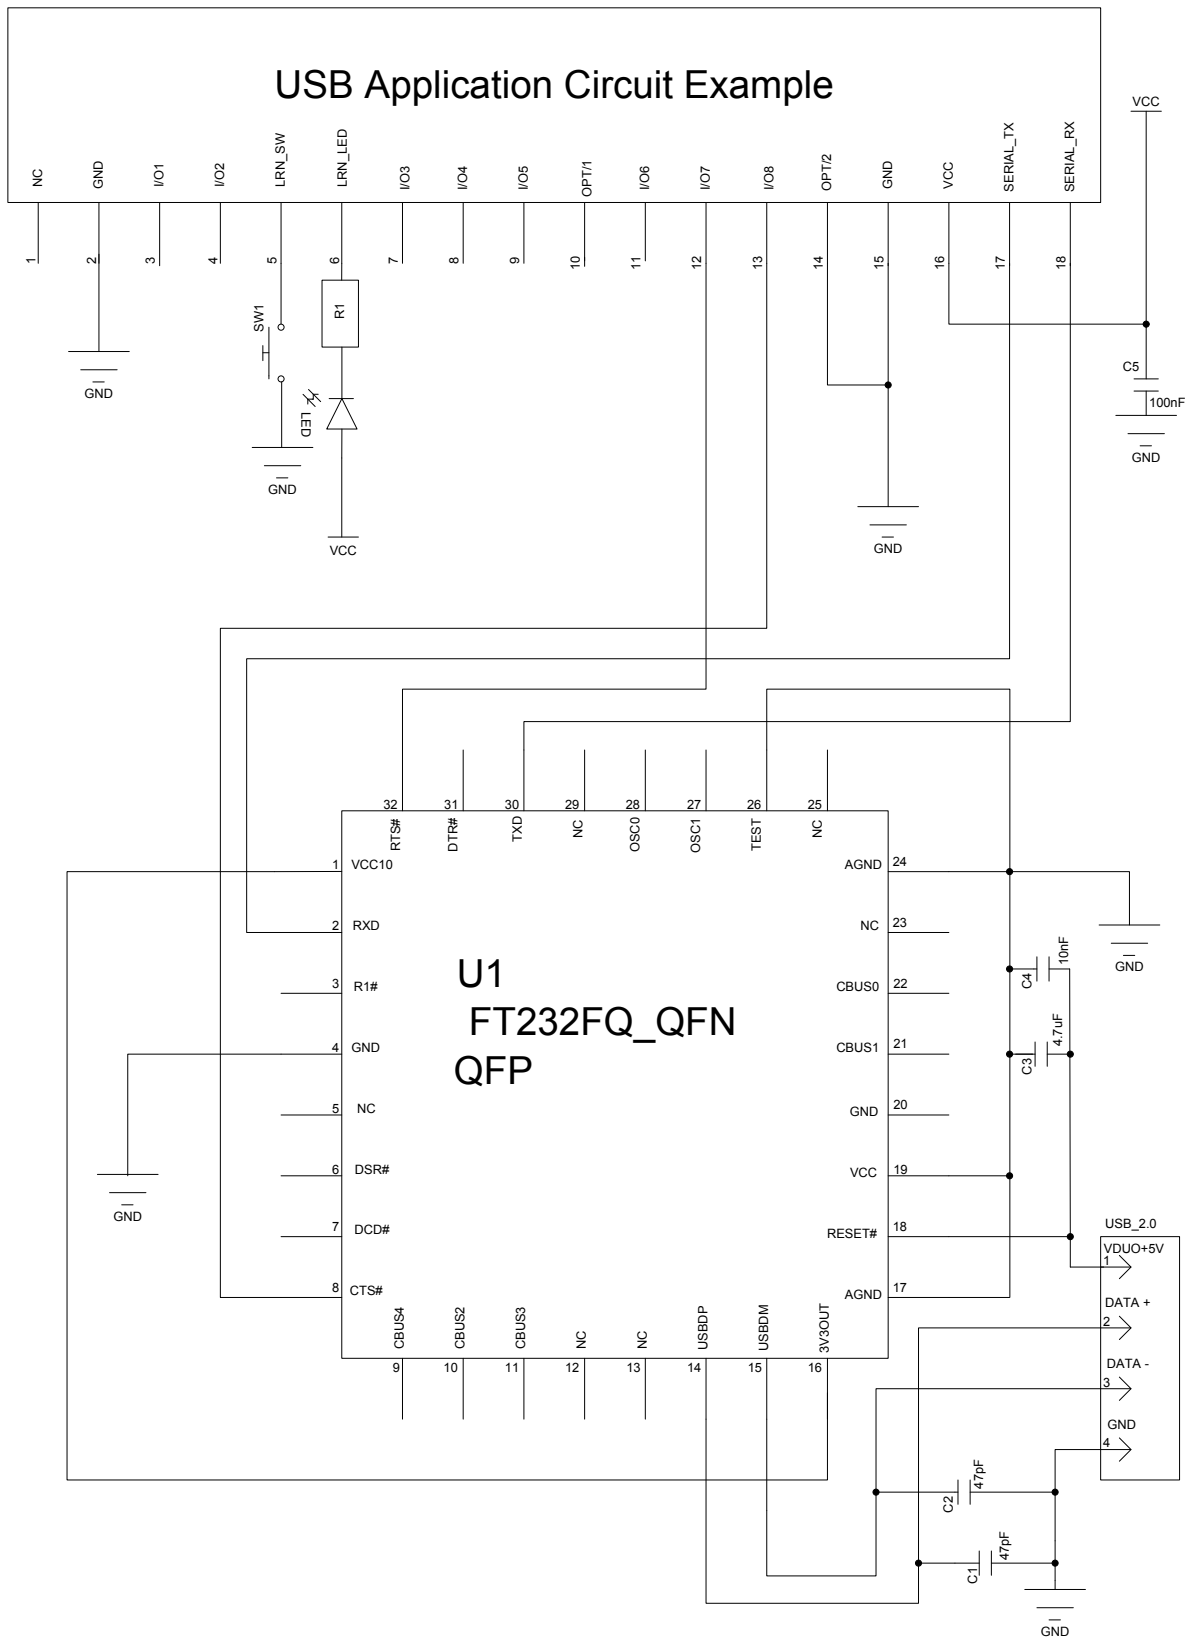 USB Application Circuit Example
NC
GND
I/O1
I/O2
LRN_SW
LRN_LED
I/O3
I/O4
I/O5
OPT/1
I/O6
I/O7
I/O8
OPT/2
GND
VCC
SERIAL_TX
SERIAL_RX
VCC
1
2
3
4
5
6
7
8
9
10
11
12
13
14
15
16
17
18
SW1
R1
LED
C5
100nF
GND
GND
GND
VCC
GND
32
31
30
29
28
27
26
25
RTS#
DTR#
TXD
NC
OSC0
OSC1
TEST
NC
1 VCC10
2 RXD
3 R1#
4 GND
5 NC
6 DSR#
7 DCD#
8 CTS#
GND
U1
FT232FQ_QFN
QFP
AGND 24
NC 23
CBUS0 22
CBUS1 21
GND 20
VCC 19
RESET# 18
AGND 17
GND
C4
10nF
C3
4.7uF
CBUS4
CBUS2
CBUS3
NC
NC
USBDP
USBDM
3V3OUT
9
10
11
12
13
14
15
16
USB_2.0
VDUO+5V
1
DATA +
2
DATA -
3
GND
4
C2
47pF
C1
47pF
GND